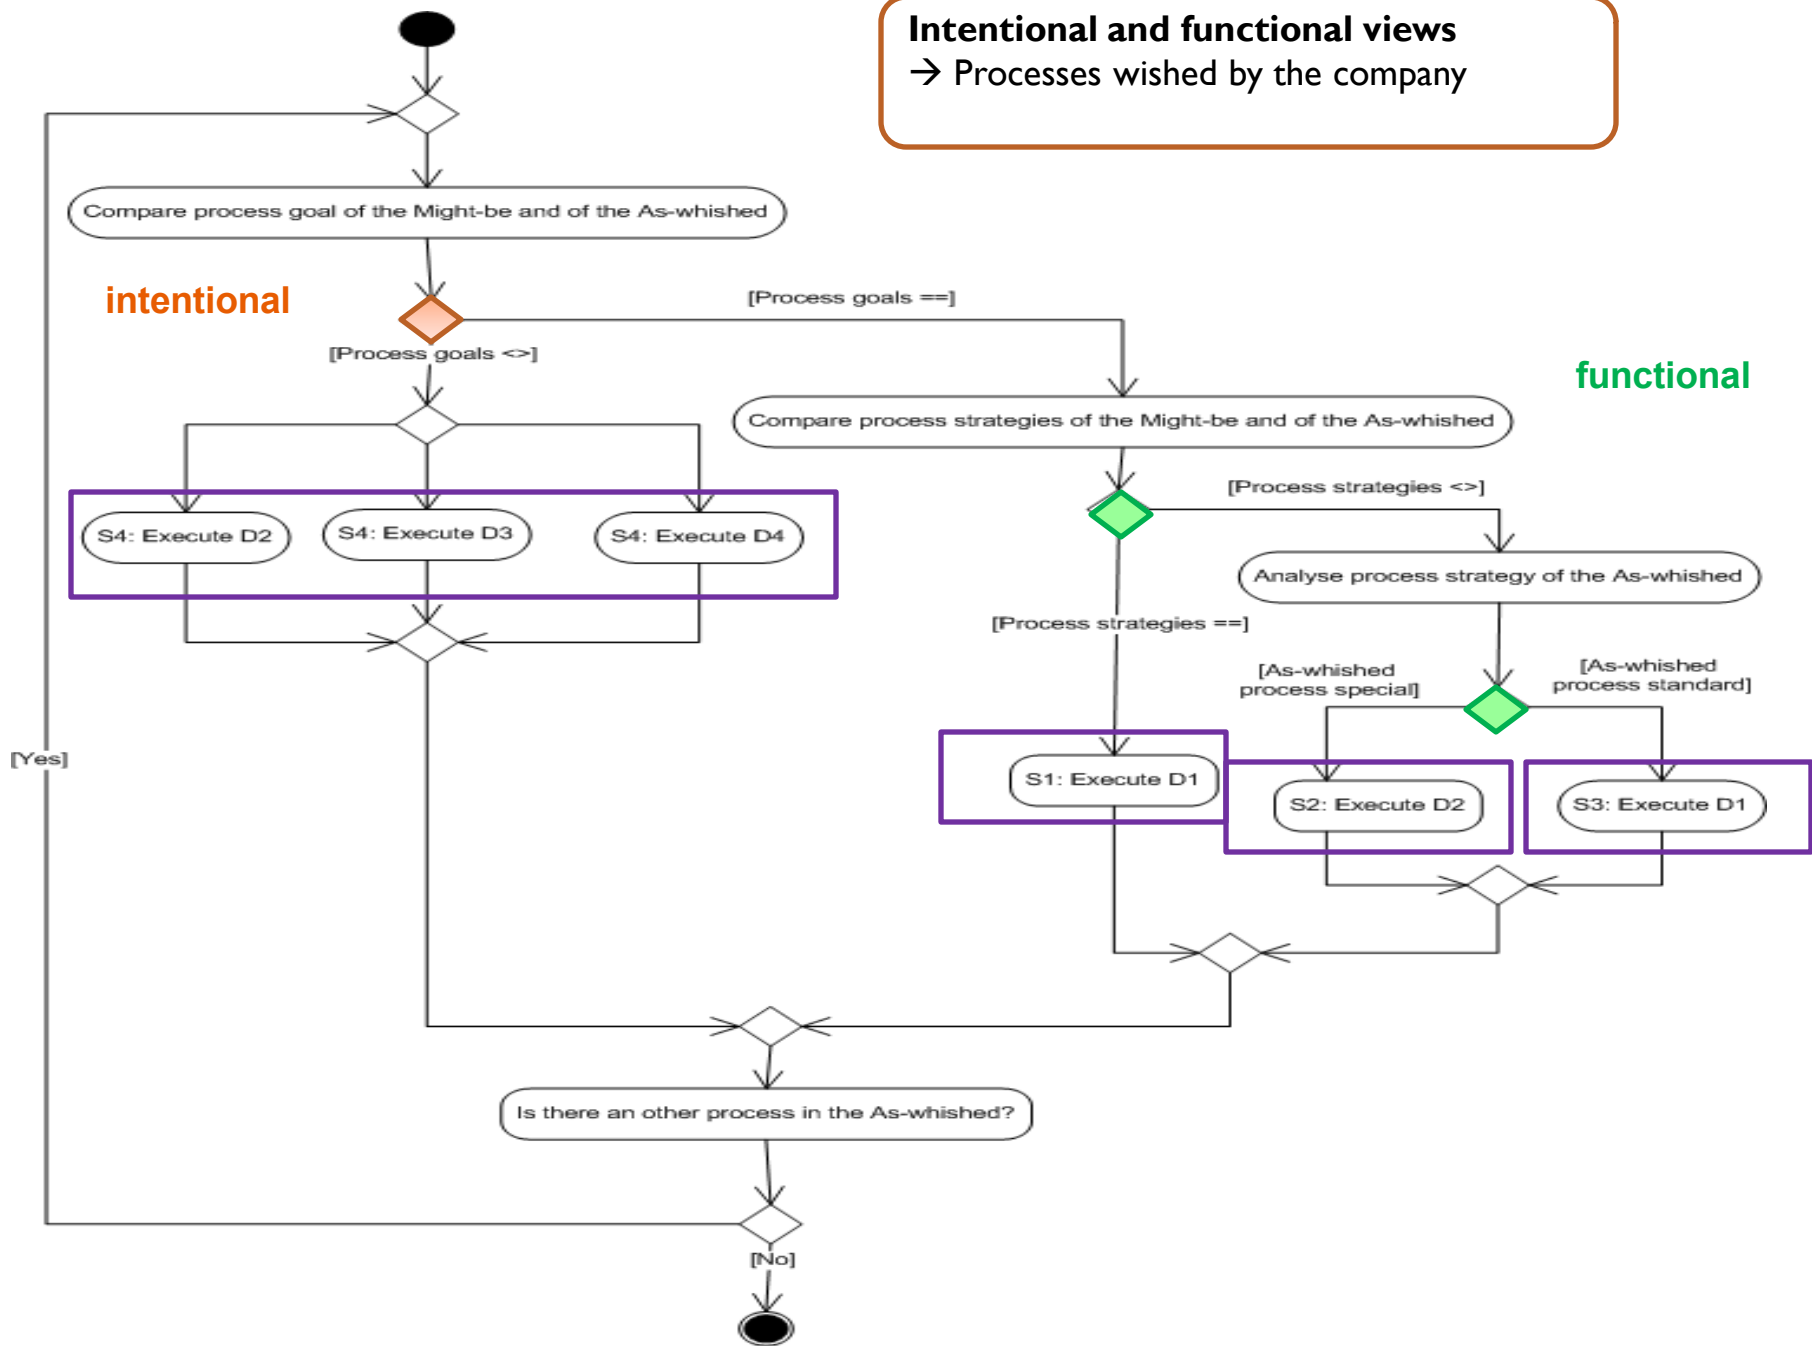 Intentional and functional views
→ Processes wished by the company
Compare process goal of the Might-be and of the As-whished
intentional
[Process goals ==]
[Process goals <>]
functional
Compare process strategies of the Might-be and of the As-whished
[Process strategies <>]
S4: Execute D2
S4: Execute D3
S4: Execute D4
Analyse process strategy of the As-whished
[Process strategies ==]
[As-whished
process special]
[As-whished
process standard]
[Yes]
S1: Execute D1
S2: Execute D2
S3: Execute D1
Is there an other process in the As-whished?
[No]